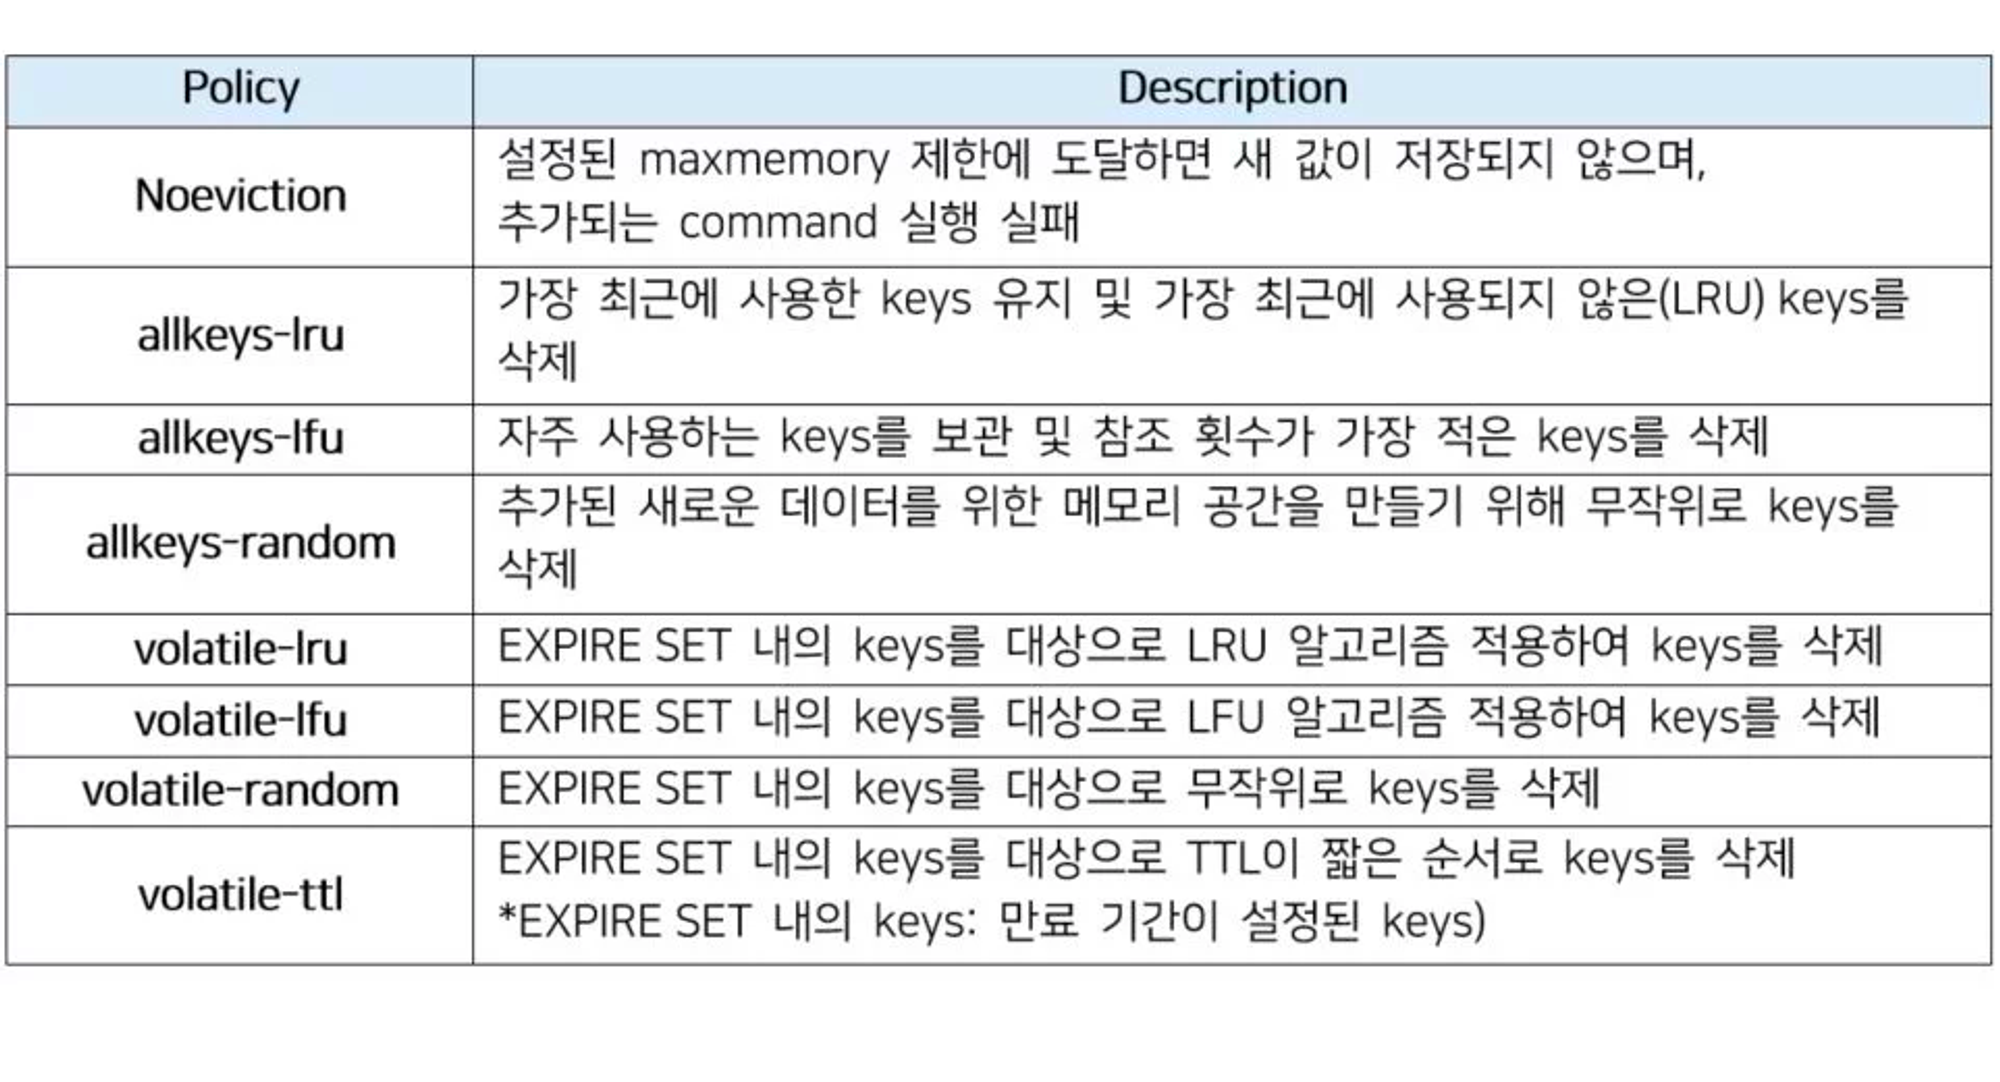 Policy
Description
Noeviction
설정된 maxmemory 제한에 도달하면 새 값이 저장되지 않으며,
추가되는 command 실행 실패
allkeys-lru
가장 최근에 사용한 keys 유지 및 가장 최근에 사용되지 않은(LRU) keys를
삭제
allkeys-lfu
자주 사용하는 keys를 보관 및 참조 횟수가 가장 적은 keys를 삭제
allkeys-random
추가된 새로운 데이터를 위한 메모리 공간을 만들기 위해 무작위로 keys를
삭제
volatile-lru
EXPIRE SET 내의 keys를 대상으로 LRU 알고리즘 적용하여 keys를 삭제
volatile-lfu
EXPIRE SET 내의 keys를 대상으로 LFU 알고리즘 적용하여 keys를 삭제
volatile-random
EXPIRE SET 내의 keys를 대상으로 무작위로 keys를 삭제
volatile-ttl
EXPIRE SET 내의 keys를 대상으로 TTL이 짧은 순서로 keys를 삭제
*EXPIRE SET 내의 keys: 만료 기간이 설정된 keys)